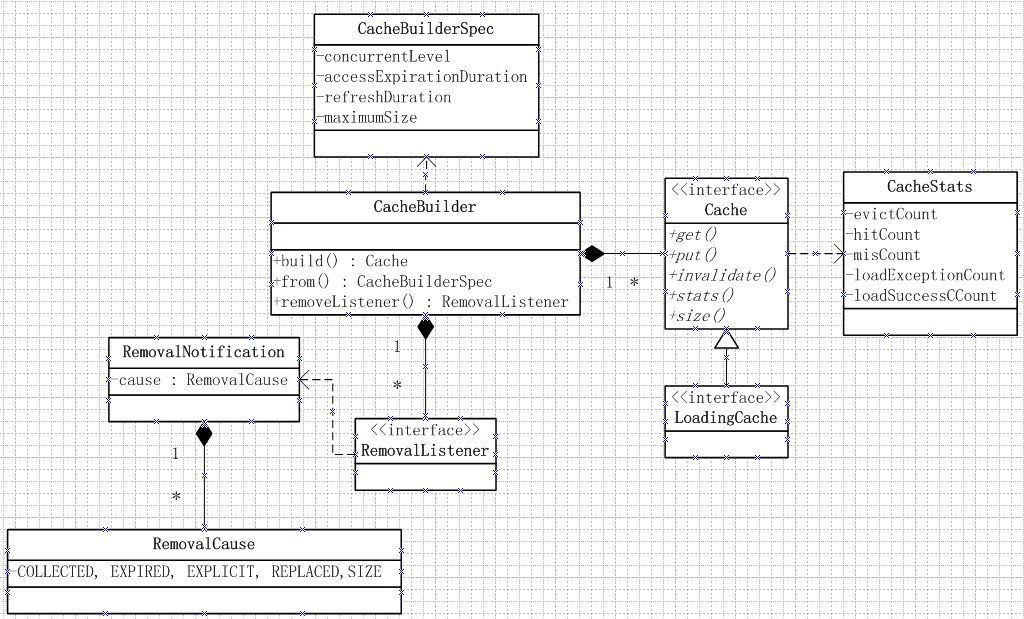 CacheBuilderSpec
-concurrentLevel
-accessExpirationDuration
-refreshDuration
-maximumSize
CacheBuilder
+build() : Cache
+from() : CacheBuilderSpec
+removeListener() : RemovalListener
1 *
<<interface>>
Cache
+get()
+put()
+invalidate()
+stats()
+size()
CacheStats
-evictCount
-hitCount
-misCount
-loadExceptionCount
-loadSuccessCCount
RemovalNotification
-cause : RemovalCause
1
*
<<interface>>
RemovalListener
<<interface>>
LoadingCache
1
*
RemovalCause
-COLLECTED, EXPIRED, EXPLICIT, REPLACED,SIZE